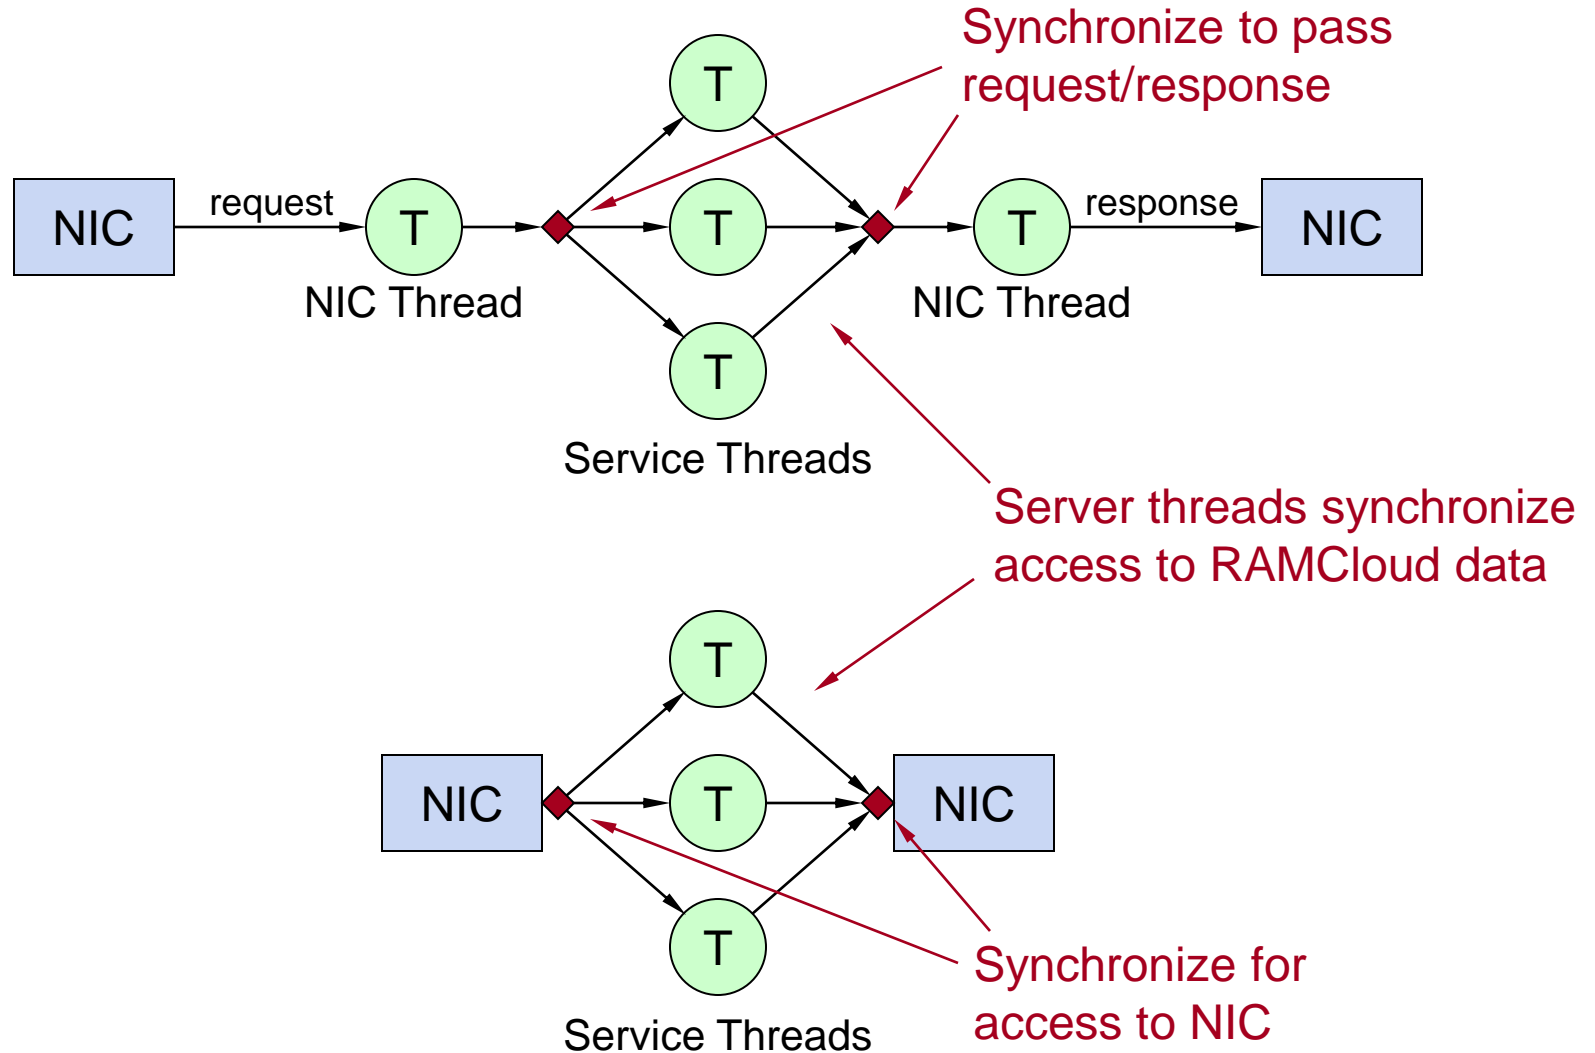 Synchronize to pass
request/response
T
NIC
request
T
T
T
response
NIC
NIC Thread
NIC Thread
T
Service Threads
Server threads synchronize
access to RAMCloud data
T
NIC
T
NIC
T
Synchronize for
access to NIC
Service Threads